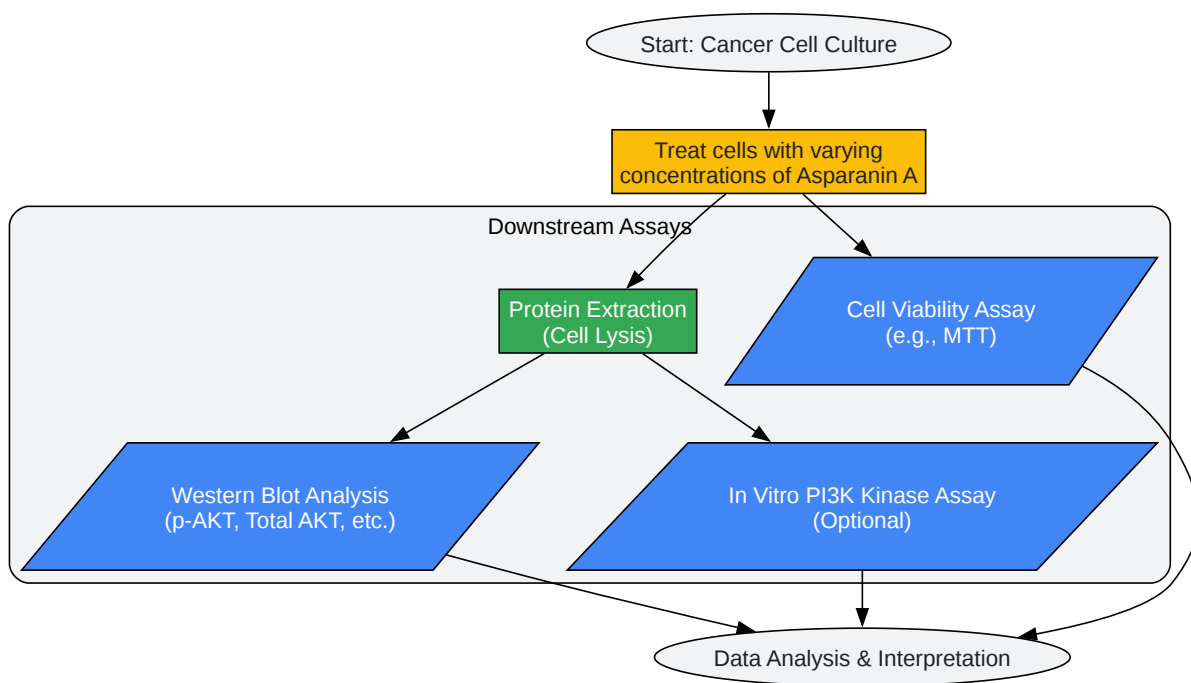 Start: Cancer Cell Culture
Treat cells with varying
concentrations of Asparanin A
Downstream Assays
Protein Extraction
(Cell Lysis)
Cell Viability Assay
(e.g., MTT)
Western Blot Analysis
(p-AKT, Total AKT, etc.)
In Vitro PI3K Kinase Assay
(Optional)
Data Analysis & Interpretation